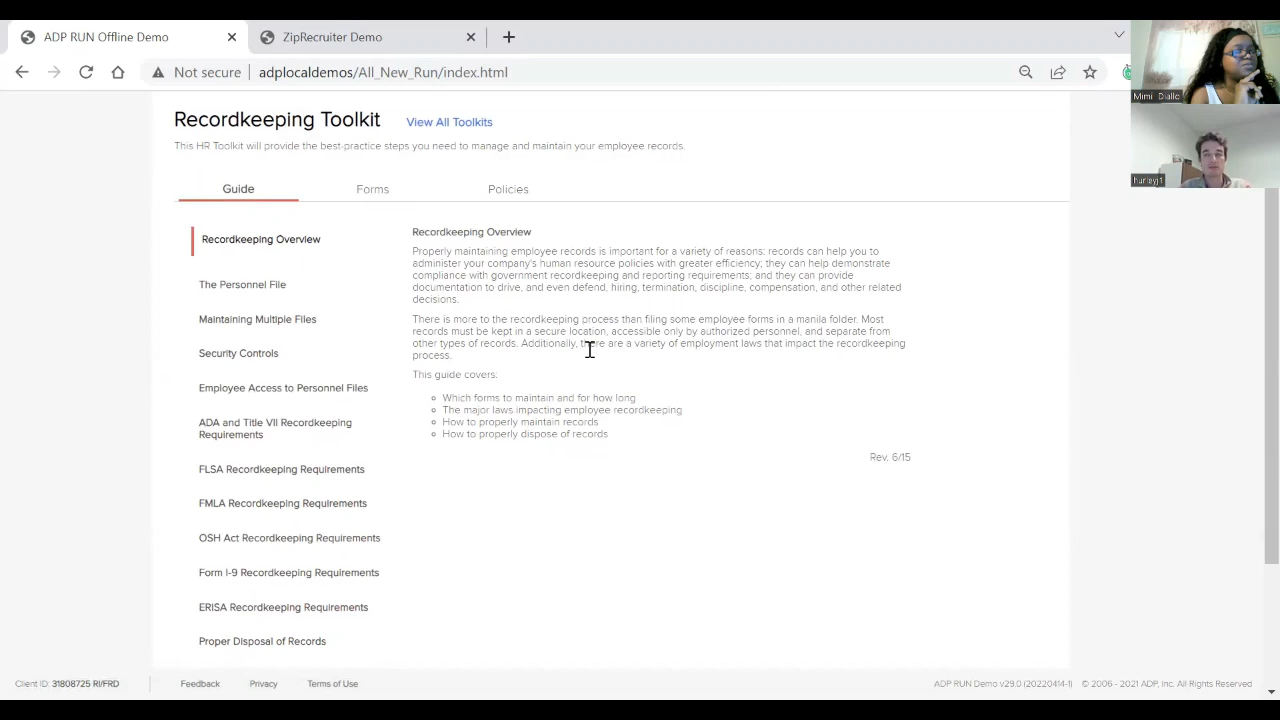 ADP RUN Offline Demo
ZipRecruiter Demo
Not secure
adplocaldemos/All_New_Run/index.html
Mimi Diallo
hurleyj1
Recordkeeping Toolkit
View All Toolkits
This HR Toolkit will provide the best-practice steps you need to manage and maintain your employee records.
Guide
Forms
Policies
Recordkeeping Overview
The Personnel File
Maintaining Multiple Files
Security Controls
Employee Access to Personnel Files
ADA and Title VII Recordkeeping
Requirements
FLSA Recordkeeping Requirements
FMLA Recordkeeping Requirements
OSH Act Recordkeeping Requirements
Form I-9 Recordkeeping Requirements
ERISA Recordkeeping Requirements
Proper Disposal of Records
Recordkeeping Overview
Properly maintaining employee records is important for a variety of reasons: records can help you to
administer your company's human resource policies with greater efficiency; they can help demonstrate
compliance with government recordkeeping and reporting requirements; and they can provide
documentation to drive, and even defend, hiring, termination, discipline, compensation, and other related
decisions.
There is more to the recordkeeping process than filing some employee forms in a manila folder. Most
records must be kept in a secure location, accessible only by authorized personnel, and separate from
other types of records. Additionally, there are a variety of employment laws that impact the recordkeeping
process.
This guide covers:
Which forms to maintain and for how long
The major laws impacting employee recordkeeping
How to properly maintain records
How to properly dispose of records
Rev. 6/15
Client ID: 31808725 RI/FRD
Feedback
Privacy
Terms of Use
ADP RUN Demo v29.0 (20220414-1)
© 2006 - 2021 ADP, Inc. All Rights Reserved